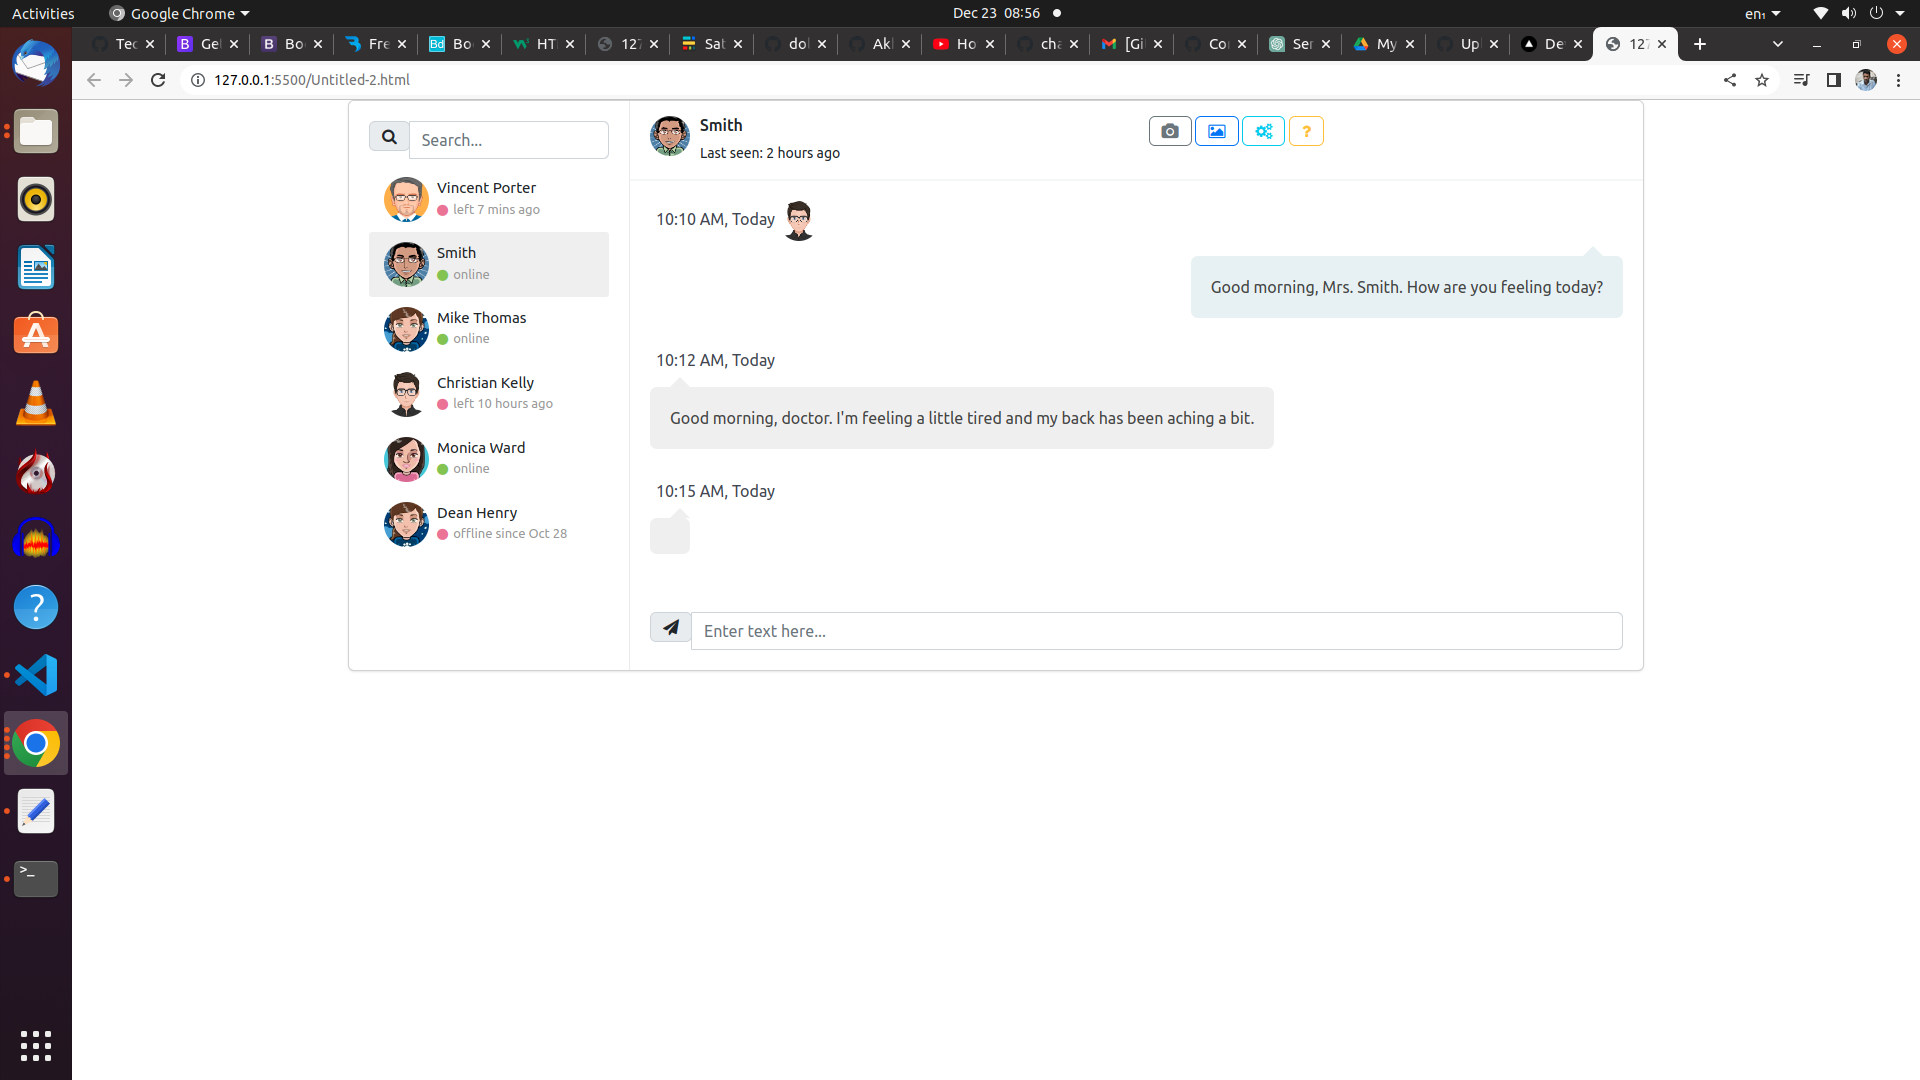 Activities
Google Chrome
Dec 23 08:56
en₁
Tec
Get
Bo
Fre
Bo
HT
127
Sat
dol
Akl
Ho
cha
[Gi
Co
Ser
My
Upl
De
127
127.0.0.1:5500/Untitled-2.html
Search...
Vincent Porter
left 7 mins ago
Smith
online
Mike Thomas
online
Christian Kelly
left 10 hours ago
Monica Ward
online
Dean Henry
offline since Oct 28
Smith
Last seen: 2 hours ago
?
10:10 AM, Today
Good morning, Mrs. Smith. How are you feeling today?
10:12 AM, Today
Good morning, doctor. I'm feeling a little tired and my back has been aching a bit.
10:15 AM, Today
Enter text here...